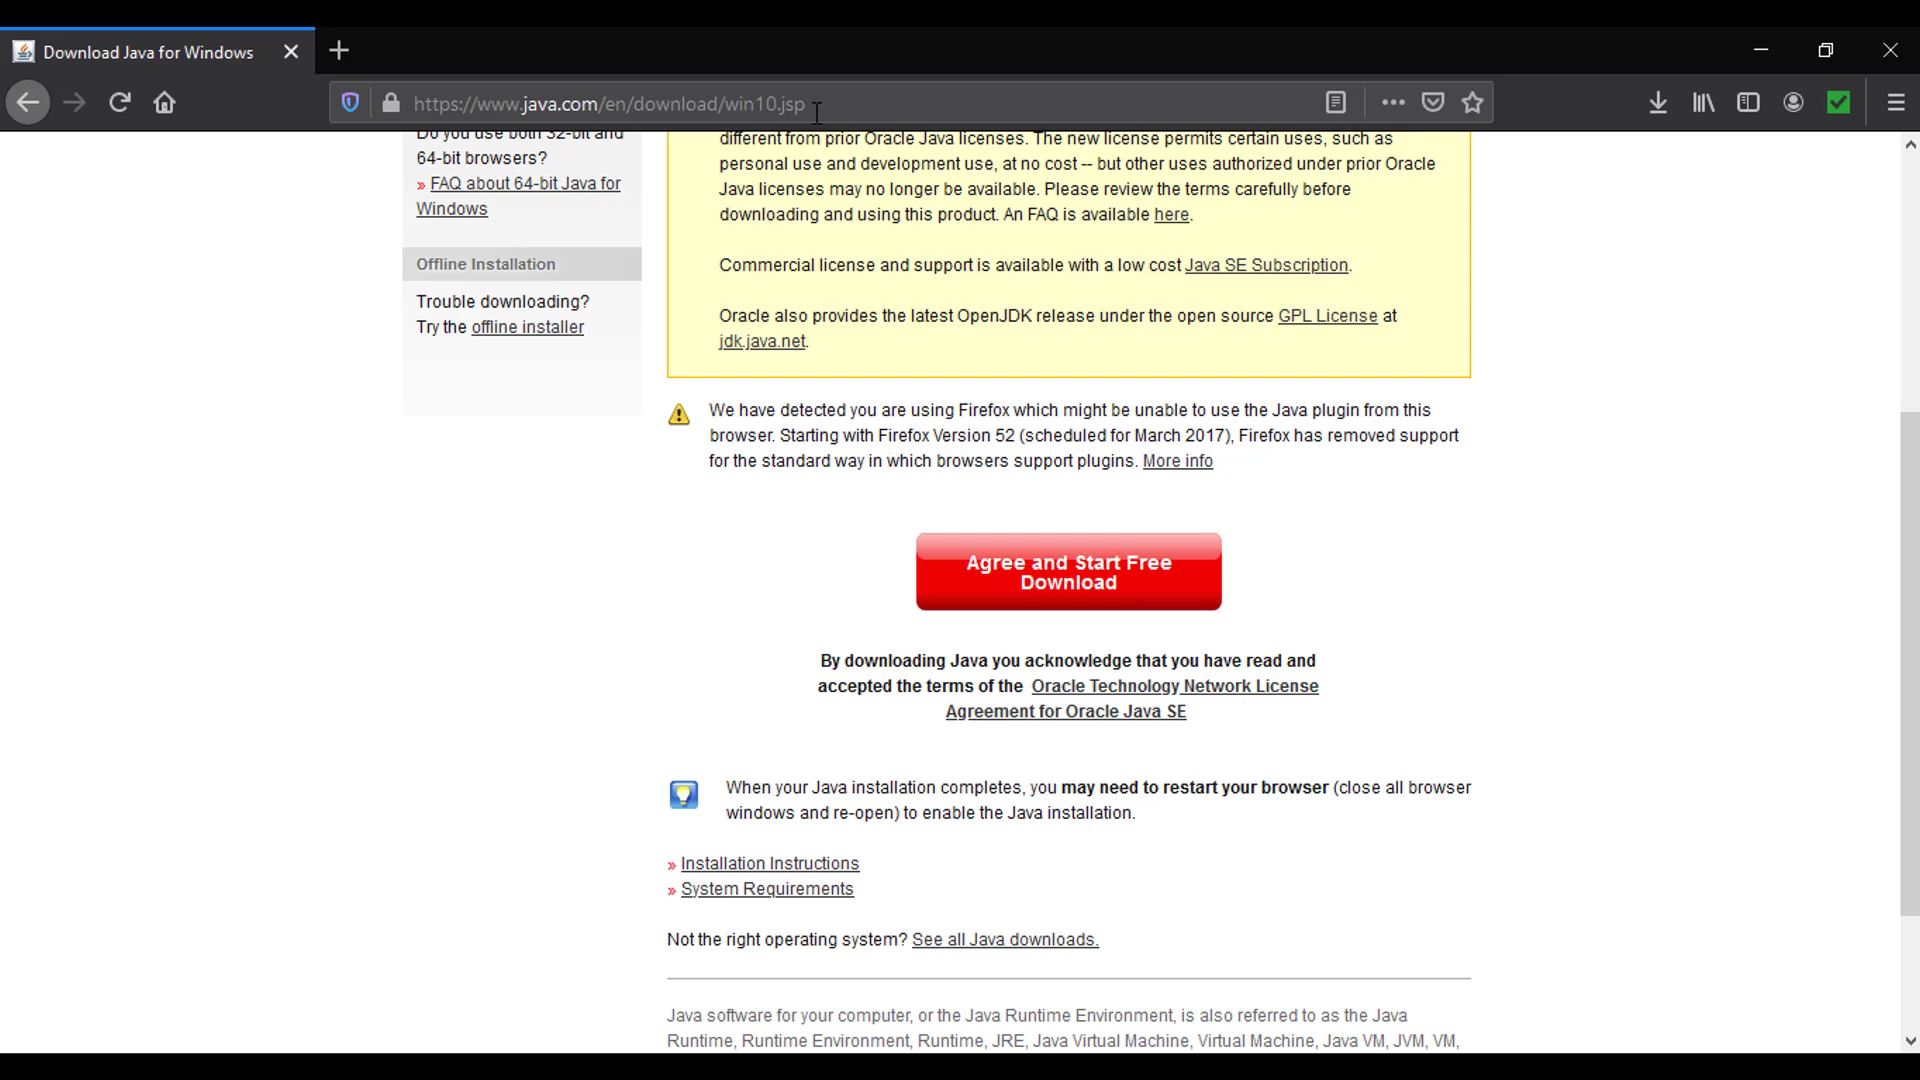 Download Java for Windows
https://www.java.com/en/download/win10.jsp
Do you use both 32-bit and
64-bit browsers?
» FAQ about 64-bit Java for
Windows
Offline Installation
Trouble downloading?
Try the offline installer
different from prior Oracle Java licenses. The new license permits certain uses, such as
personal use and development use, at no cost -- but other uses authorized under prior Oracle
Java licenses may no longer be available. Please review the terms carefully before
downloading and using this product. An FAQ is available here.
Commercial license and support is available with a low cost Java SE Subscription.
Oracle also provides the latest OpenJDK release under the open source GPL License at
jdk.java.net.
We have detected you are using Firefox which might be unable to use the Java plugin from this
browser. Starting with Firefox Version 52 (scheduled for March 2017), Firefox has removed support
for the standard way in which browsers support plugins. More info
Agree and Start Free
Download
By downloading Java you acknowledge that you have read and
accepted the terms of the Oracle Technology Network License
Agreement for Oracle Java SE
When your Java installation completes, you may need to restart your browser (close all browser
windows and re-open) to enable the Java installation.
» Installation Instructions
» System Requirements
Not the right operating system? See all Java downloads.
Java software for your computer, or the Java Runtime Environment, is also referred to as the Java
Runtime, Runtime Environment, Runtime, JRE, Java Virtual Machine, Virtual Machine, Java VM, JVM, VM,